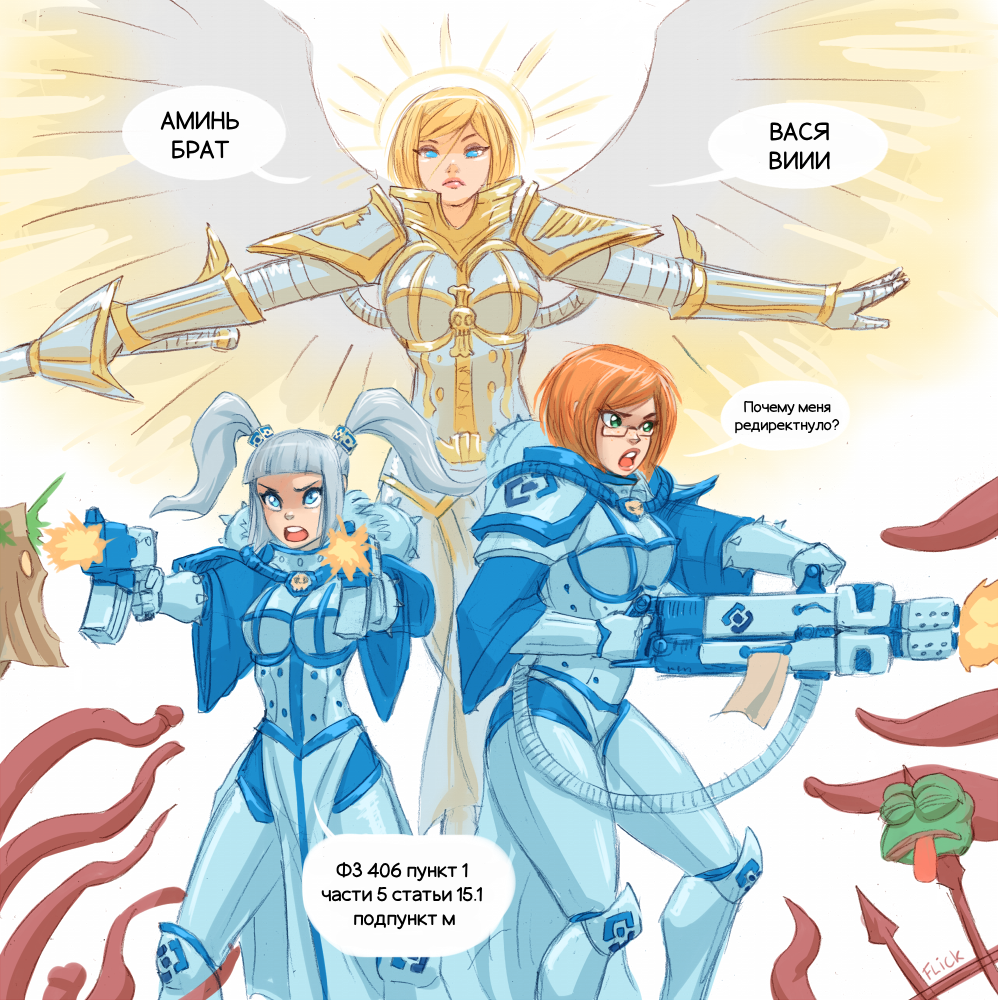 АМИНЬ
БРАТ
ВАСЯ
ВИИИ
Почему меня
редиректнуло?
ФЗ 406 пункт 1
части 5 статьи 15.1
подпункт м
FLiCK